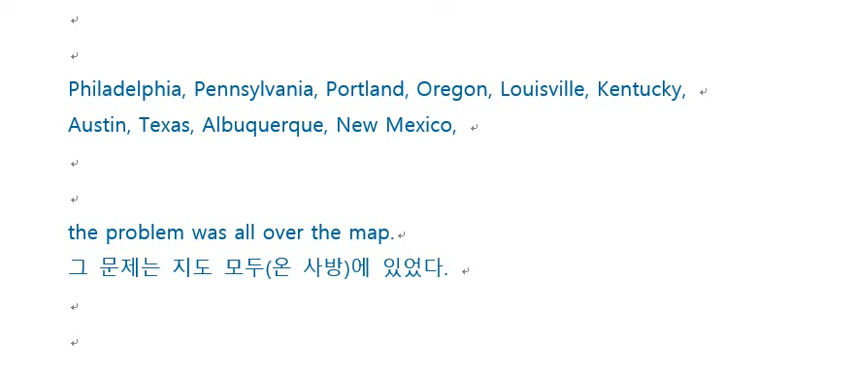 Philadelphia, Pennsylvania, Portland, Oregon, Louisville, Kentucky,
Austin, Texas, Albuquerque, New Mexico,
the problem was all over the map.
그 문제는 지도 모두(온 사방)에 있었다.